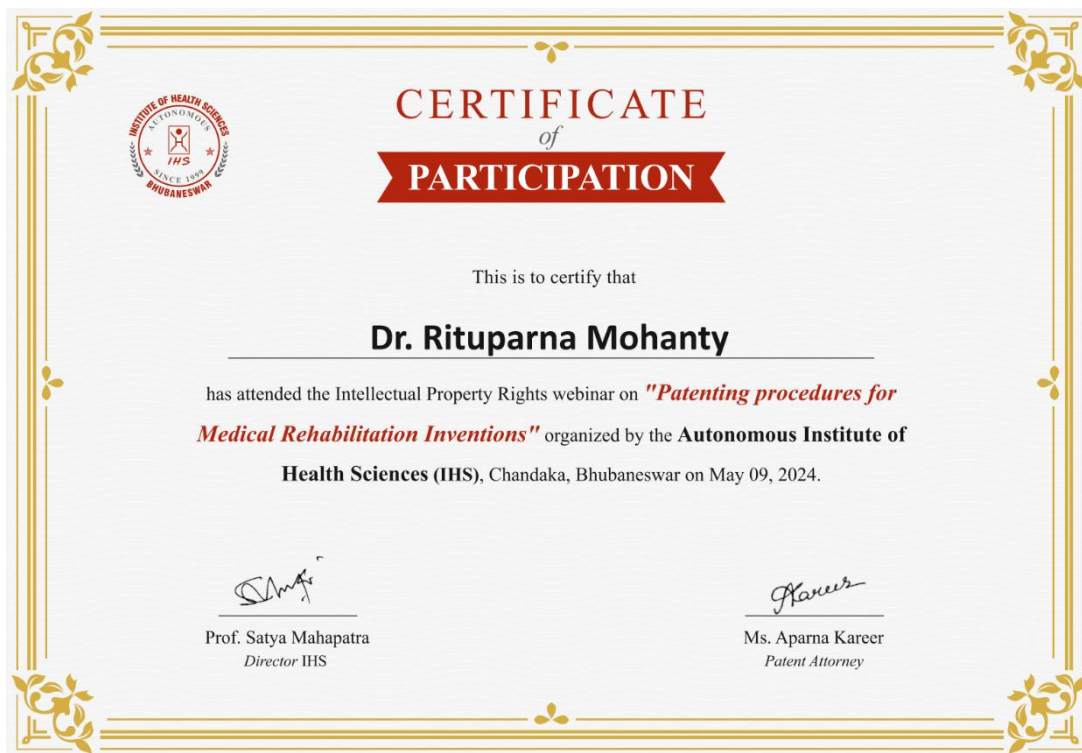 INSTITUTE OF HEALTH SCIENCES
AUTONOMOUS
IHS
SINCE 1999
BHUBANESWAR
CERTIFICATE
of
PARTICIPATION
This is to certify that
Dr. Rituparna Mohanty
has attended the Intellectual Property Rights webinar on "Patenting procedures for
Medical Rehabilitation Inventions" organized by the Autonomous Institute of
Health Sciences (IHS), Chandaka, Bhubaneswar on May 09, 2024.
Prof. Satya Mahapatra
Director IHS
Ms. Aparna Kareer
Patent Attorney